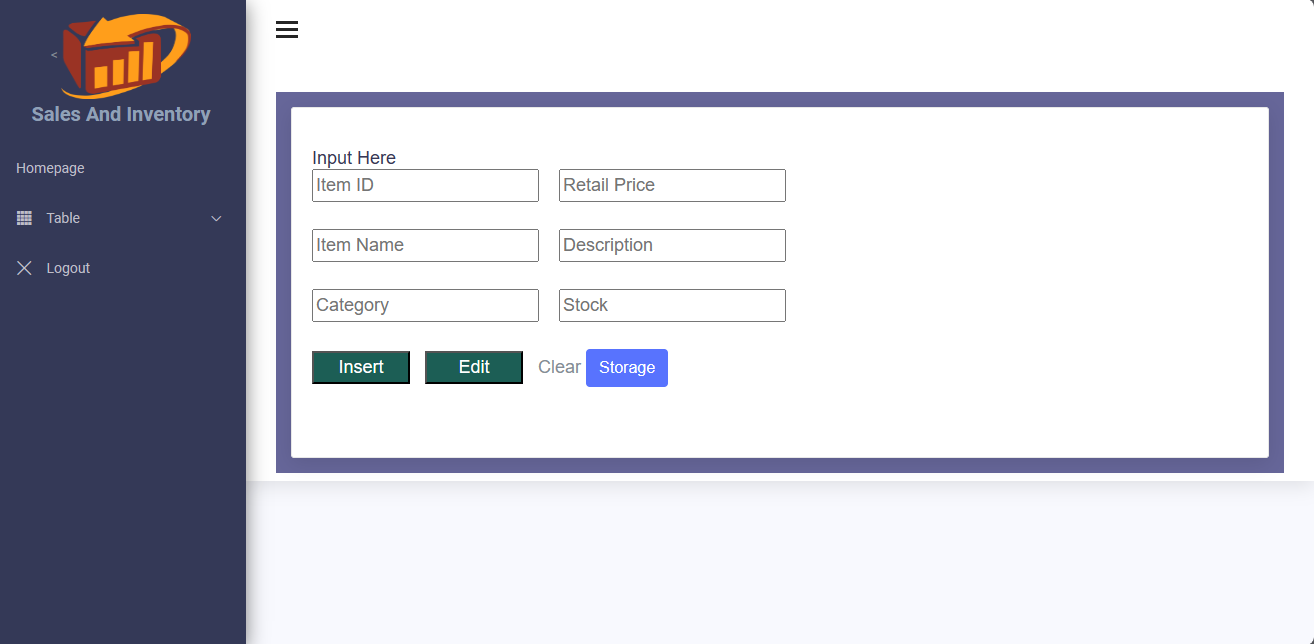 <
Sales And Inventory
Homepage
Table
Logout
Input Here
Item ID Retail Price
Item Name Description
Category Stock
Insert Edit Clear Storage